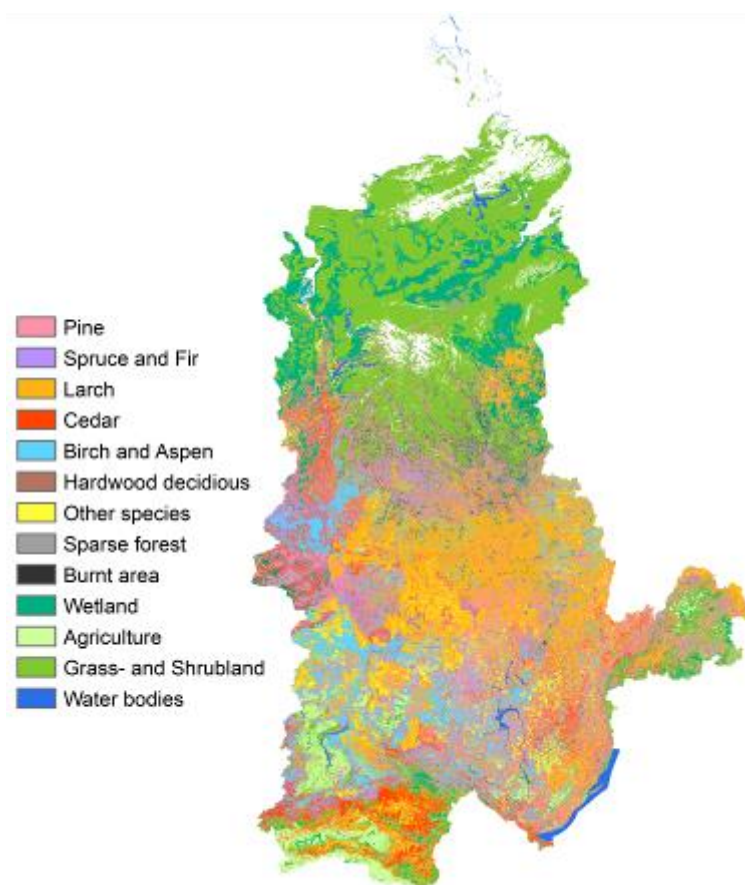 Pine
Spruce and Fir
Larch
Cedar
Birch and Aspen
Hardwood decidious
Other species
Sparse forest
Burnt area
Wetland
Agriculture
Grass- and Shrubland
Water bodies